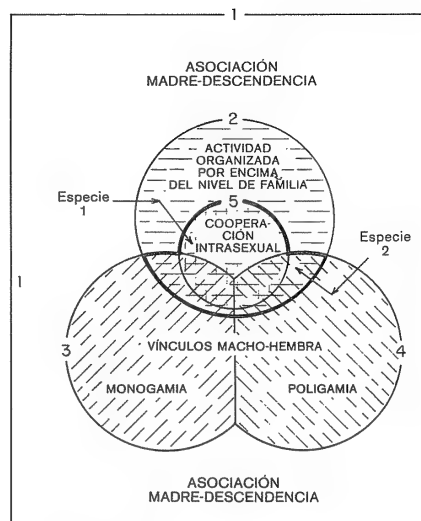 1
ASOCIACIÓN
MADRE-DESCENDENCIA
2
ACTIVIDAD
ORGANIZADA
POR ENCIMA
DEL NIVEL DE FAMILIA
Especie
1
5
COOPERA-
CIÓN
INTRASEXUAL
Especie
2
1
3
VÍNCULOS MACHO-HEMBRA
4
MONOGAMIA
POLIGAMIA
ASOCIACIÓN
MADRE-DESCENDENCIA